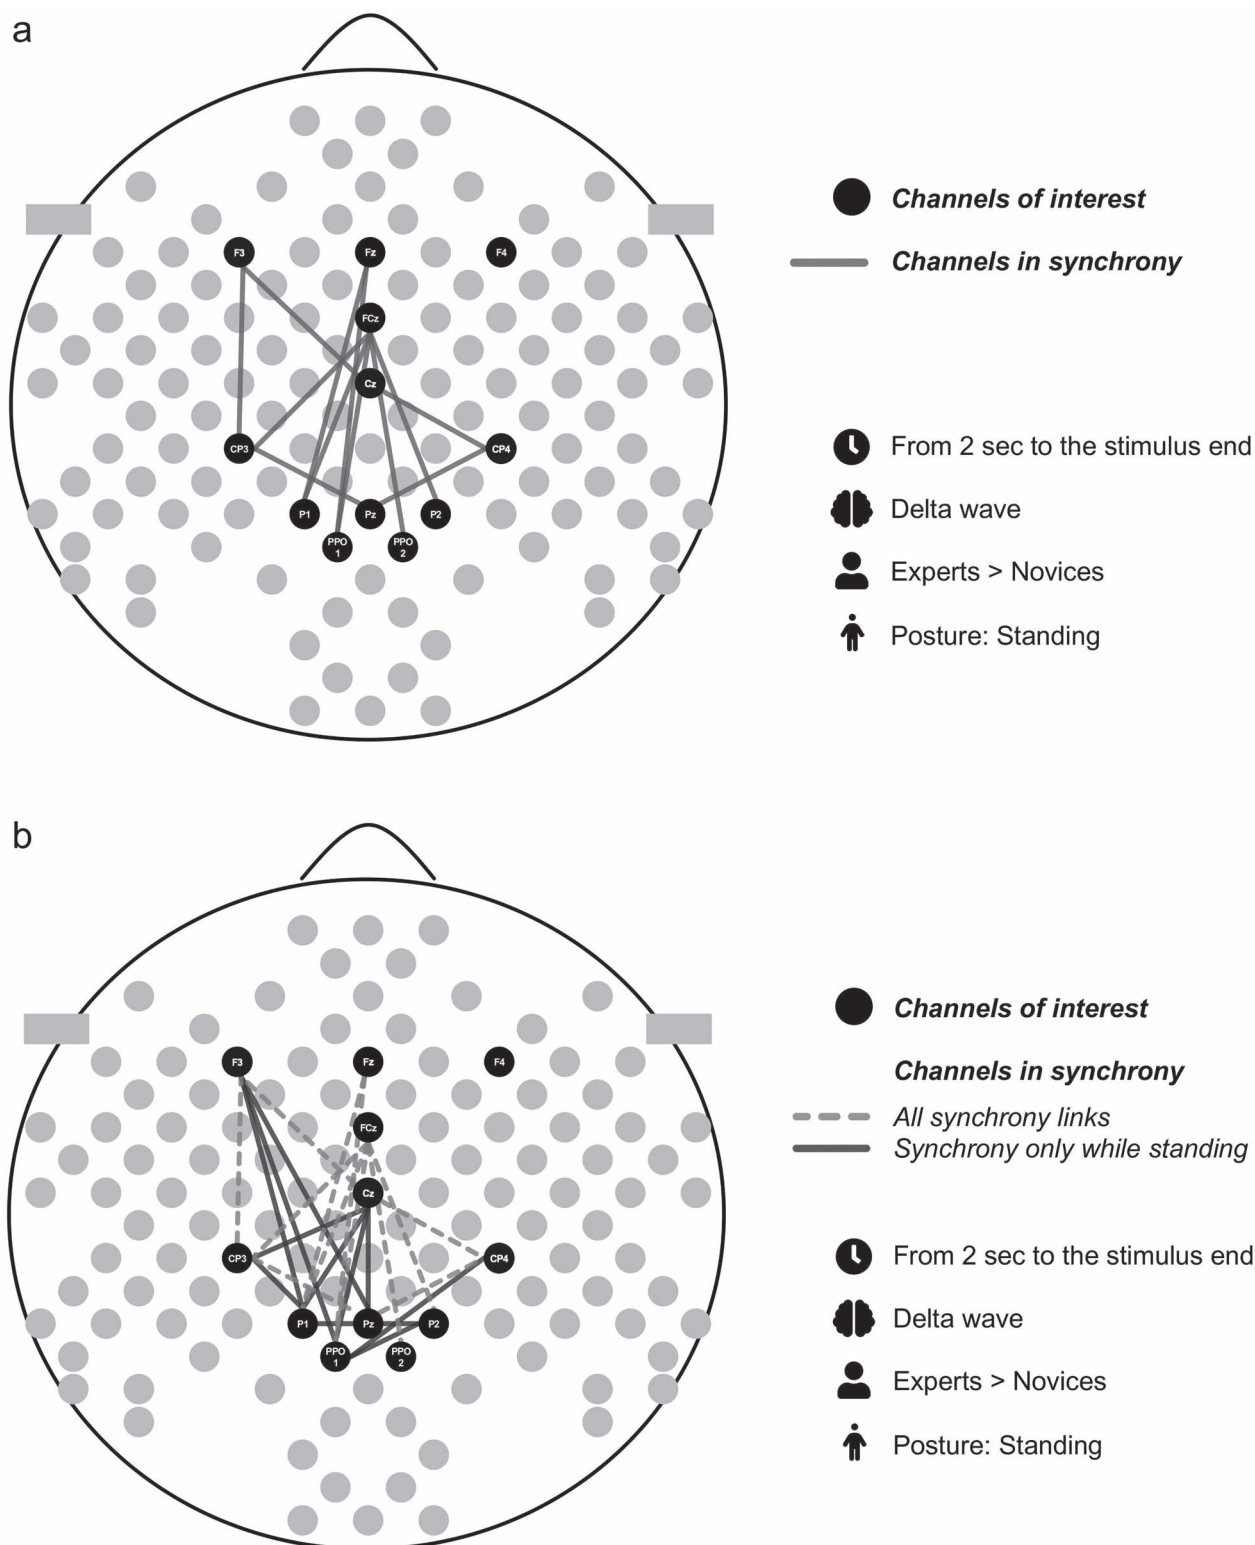 a
F3
Fz
F4
FCz
Cz
CP3
CP4
P1
Pz
P2
PPO
1
PPO
2
Channels of interest
Channels in synchrony
From 2 sec to the stimulus end
Delta wave
Experts > Novices
Posture: Standing
b
F3
Fz
F4
FCz
Cz
CP3
CP4
P1
Pz
P2
PPO
1
PPO
2
Channels of interest
Channels in synchrony
All synchrony links
Synchrony only while standing
From 2 sec to the stimulus end
Delta wave
Experts > Novices
Posture: Standing